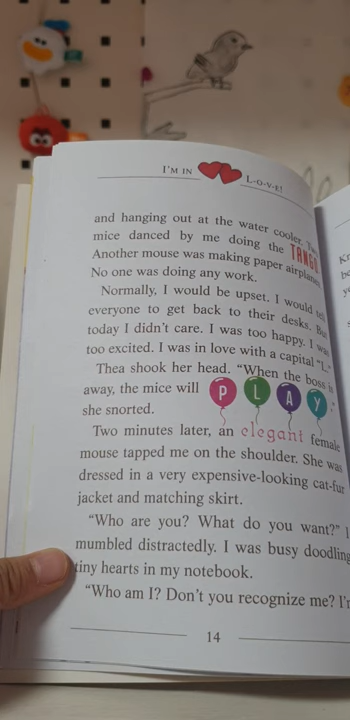 I'M IN L-O-V-E!
and hanging out at the water cooler.
mice danced by me doing the TANGO
Another mouse was making paper airplanes
No one was doing any work.
Normally, I would be upset. I would
everyone to get back to their desks.
today I didn't care. I was too happy. I
too excited. I was in love with a capital "L."
Thea shook her head. "When the boss
away, the mice will PLAY,"
she snorted.
Two minutes later, an elegant female
mouse tapped me on the shoulder. She was
dressed in a very expensive-looking cat-fur
jacket and matching skirt.
"Who are you? What do you want?" I
mumbled distractedly. I was busy doodling
tiny hearts in my notebook.
"Who am I? Don't you recognize me?
14